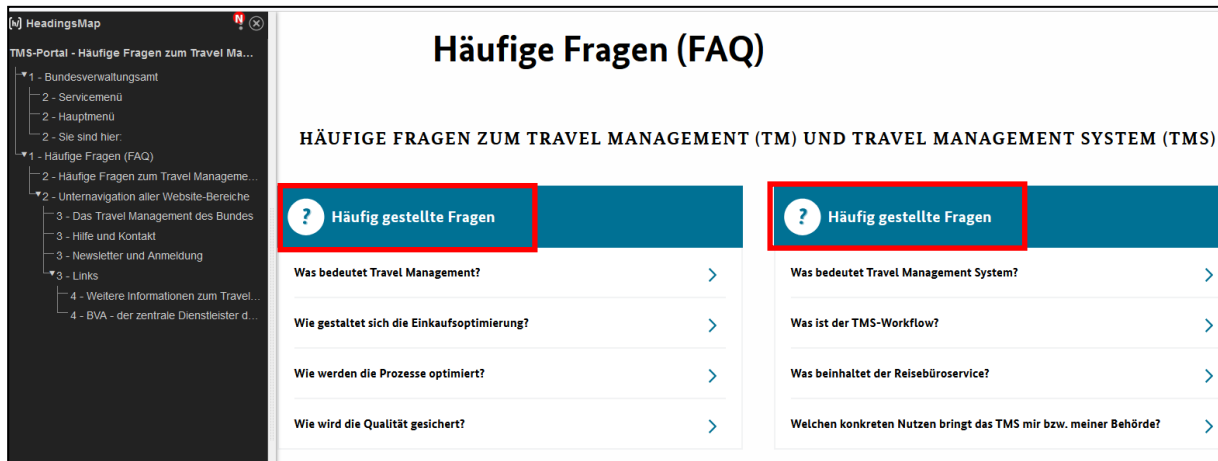 [h] HeadingsMap
N
TMS-Portal - Häufige Fragen zum Travel Ma...
1 - Bundesverwaltungsamt
2 - Servicemenü
2 - Hauptmenü
2 - Sie sind hier:
1 - Häufige Fragen (FAQ)
2 - Häufige Fragen zum Travel Manageme...
2 - Unternavigation aller Website-Bereiche
3 - Das Travel Management des Bundes
3 - Hilfe und Kontakt
3 - Newsletter und Anmeldung
3 - Links
4 - Weitere Informationen zum Travel...
4 - BVA - der zentrale Dienstleister d...
Häufige Fragen (FAQ)
HÄUFIGE FRAGEN ZUM TRAVEL MANAGEMENT (TM) UND TRAVEL MANAGEMENT SYSTEM (TMS)
? Häufig gestellte Fragen
Was bedeutet Travel Management?
Wie gestaltet sich die Einkaufsoptimierung?
Wie werden die Prozesse optimiert?
Wie wird die Qualität gesichert?
? Häufig gestellte Fragen
Was bedeutet Travel Management System?
Was ist der TMS-Workflow?
Was beinhaltet der Reisebüroservice?
Welchen konkreten Nutzen bringt das TMS mir bzw. meiner Behörde?